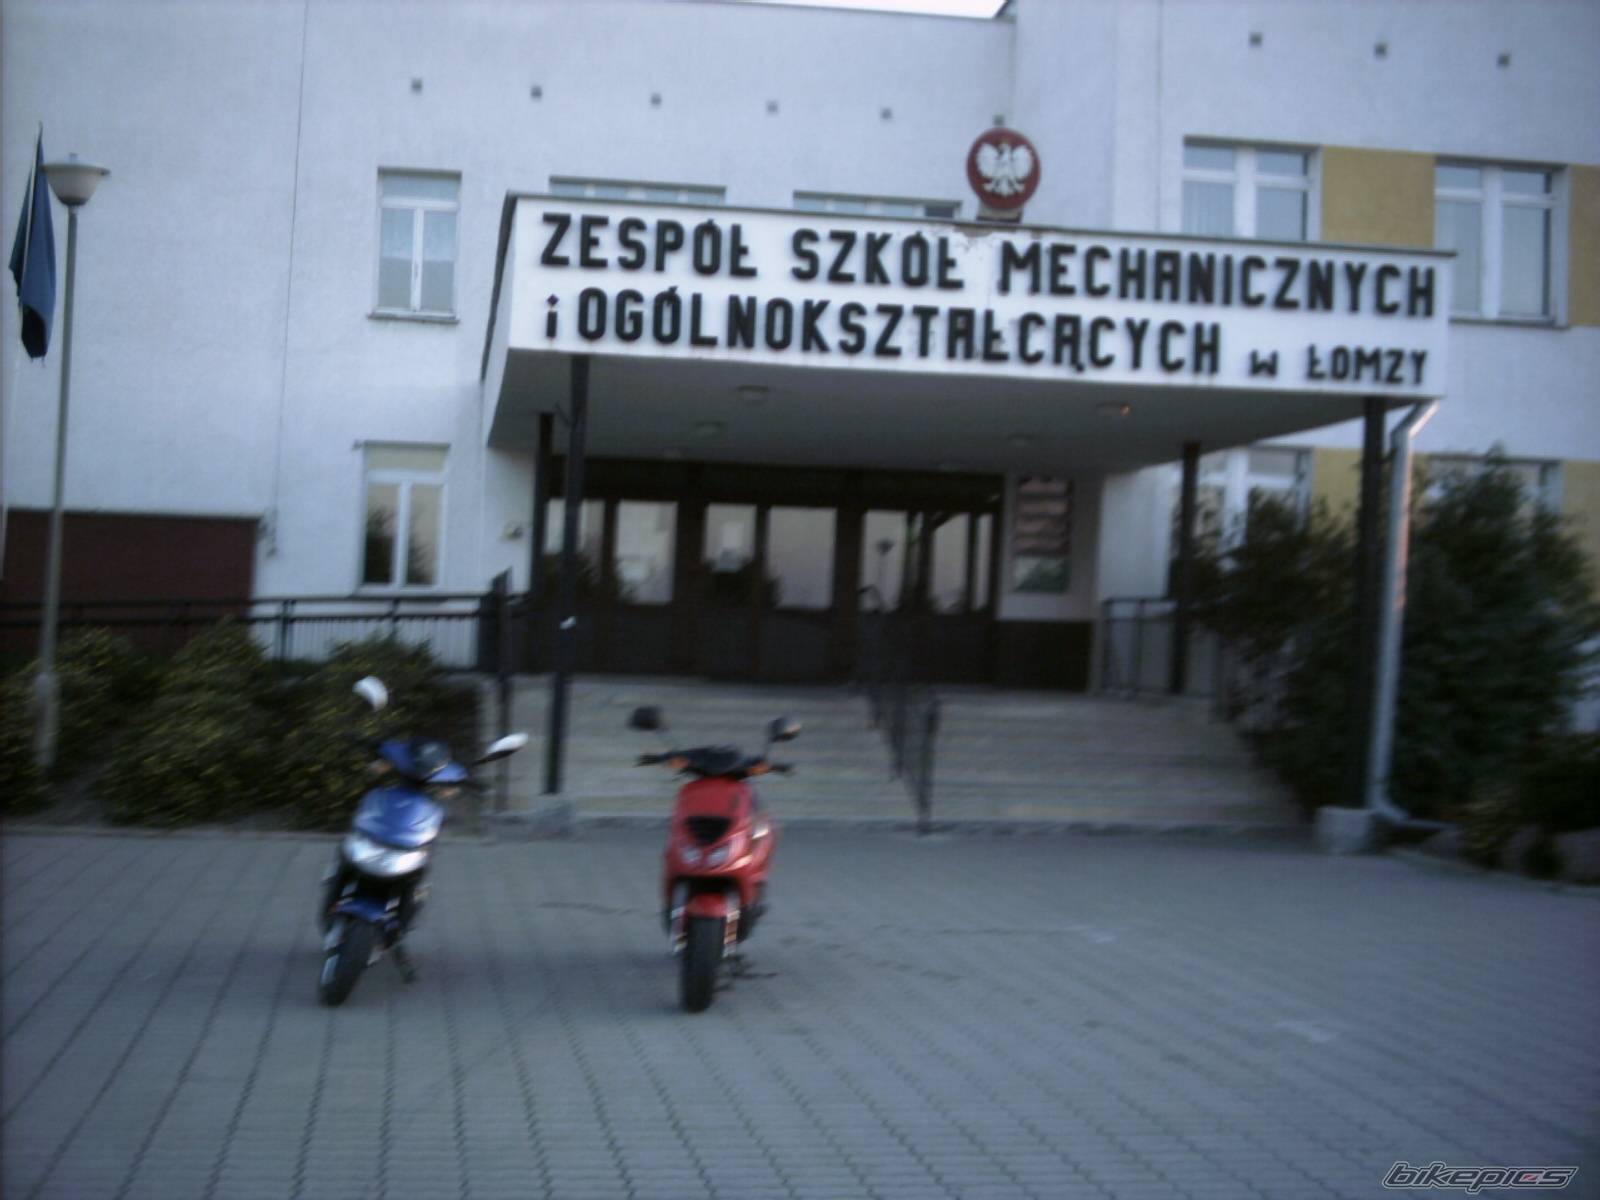 ZESPÓŁ SZKÓŁ MECHANICZNYCH
i OGÓLNOKSZTAŁCĄCYCH w ŁOMZY
bikepics